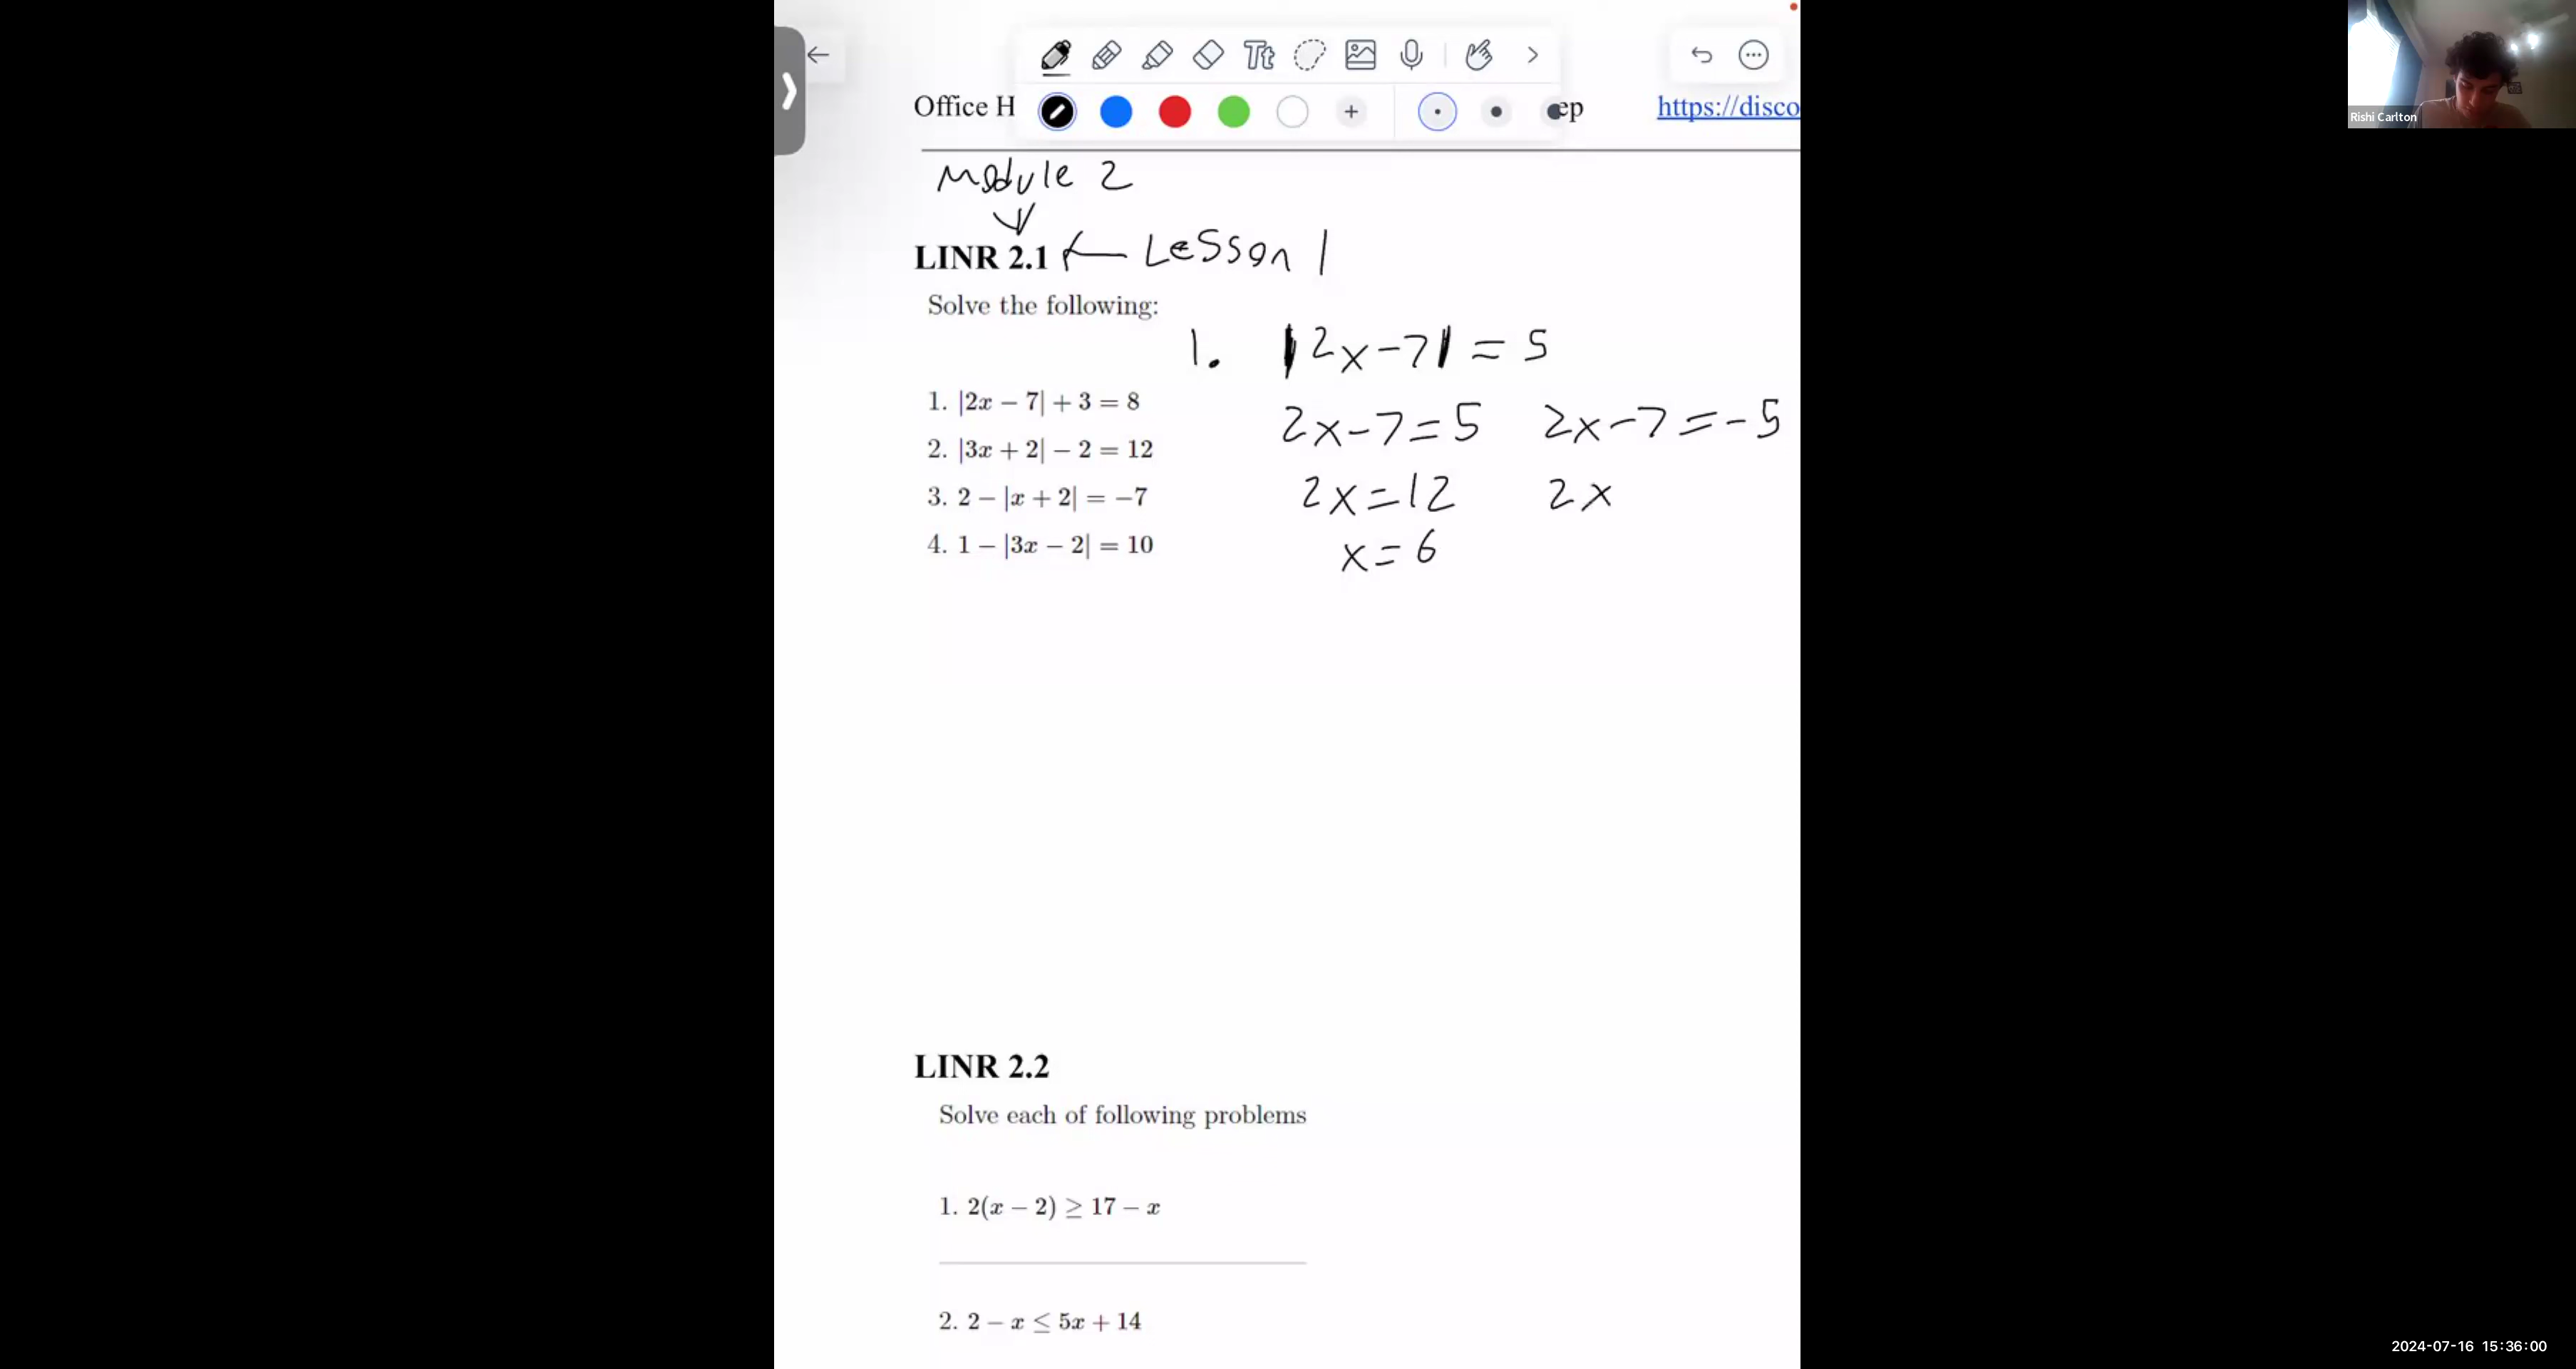 Office H
ep
https://disco
Module 2
LINR 2.1 ← Lesson 1
Solve the following:
1. |2x-7| = 5
1. |2x − 7| + 3 = 8
2x-7=5 2x-7=-5
2. |3x + 2| − 2 = 12
2x=12 2x
3. 2 − |x + 2| = −7
x=6
4. 1 − |3x − 2| = 10
LINR 2.2
Solve each of following problems
1. 2(x − 2) ≥ 17 − x
2. 2 − x ≤ 5x + 14
Tt
Rishi Carlton
2024-07-16 15:36:00